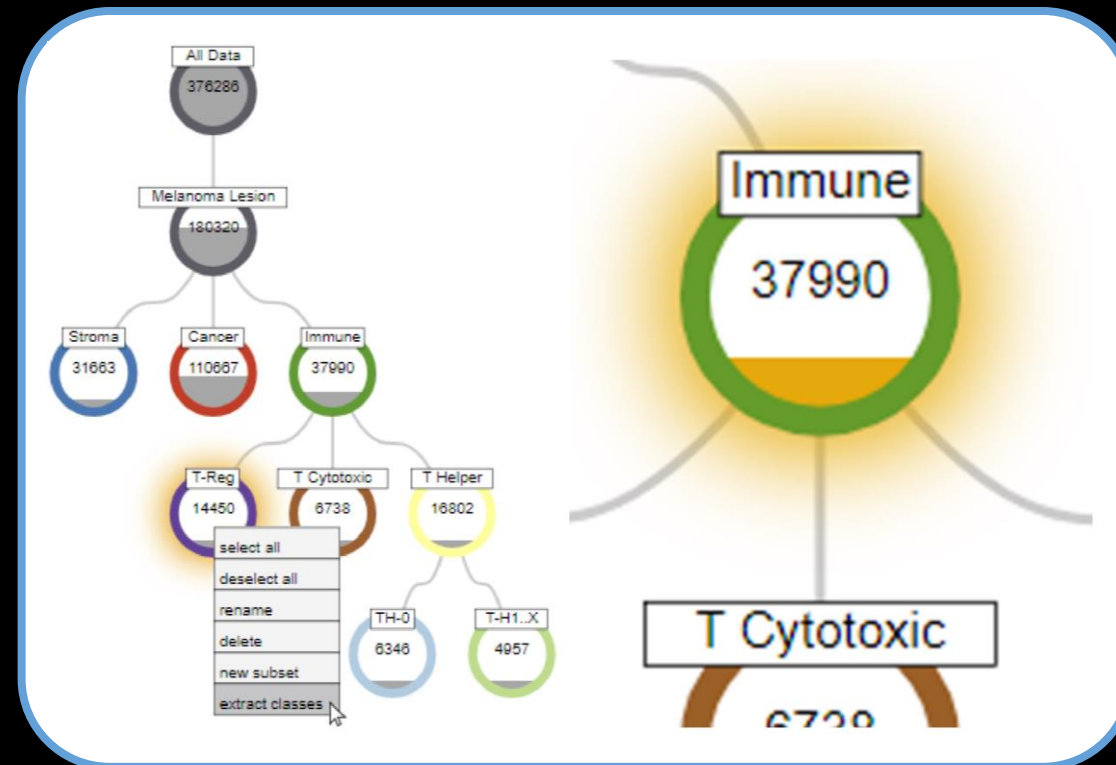 All Data
376286
Melanoma Lesion
180320
Stroma
31663
Cancer
110667
Immune
37990
T-Reg
14450
T Cytotoxic
6738
T Helper
16802
select all
deselect all
rename
delete
new subset
extract classes
TH-0
6346
T-H1..X
4957
Immune
37990
T Cytotoxic
6738